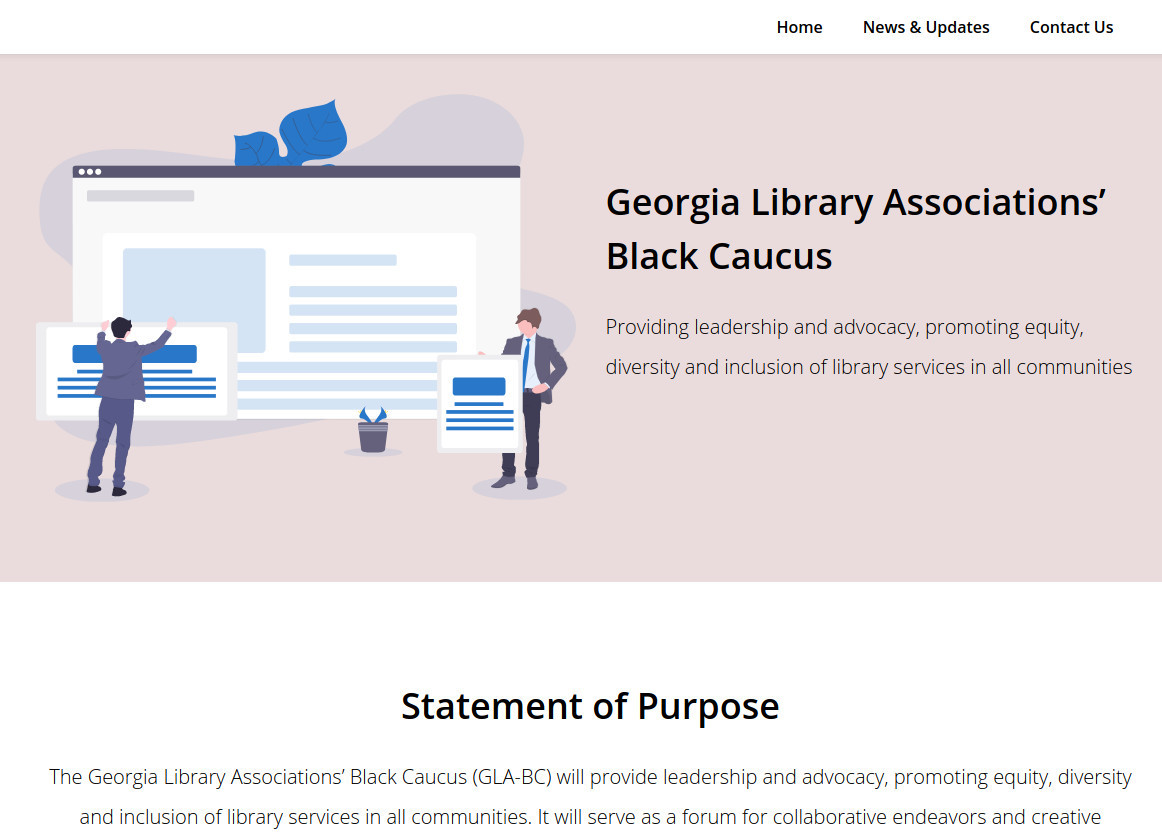 Home News & Updates Contact Us
Georgia Library Associations’
Black Caucus
Providing leadership and advocacy, promoting equity,
diversity and inclusion of library services in all communities
Statement of Purpose
The Georgia Library Associations’ Black Caucus (GLA-BC) will provide leadership and advocacy, promoting equity, diversity
and inclusion of library services in all communities. It will serve as a forum for collaborative endeavors and creative